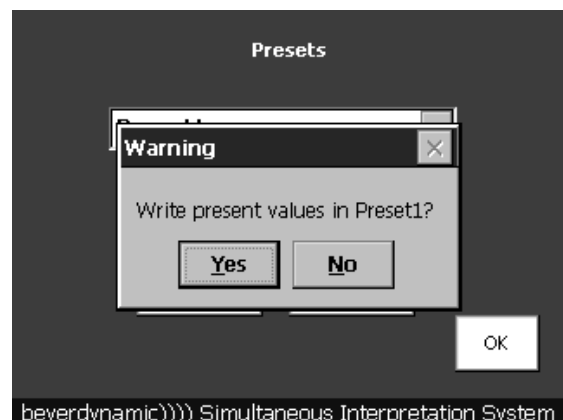 Presets
Warning
Write present values in Preset1?
Yes
No
OK
beyerdynamic)))) Simultaneous Interpretation System